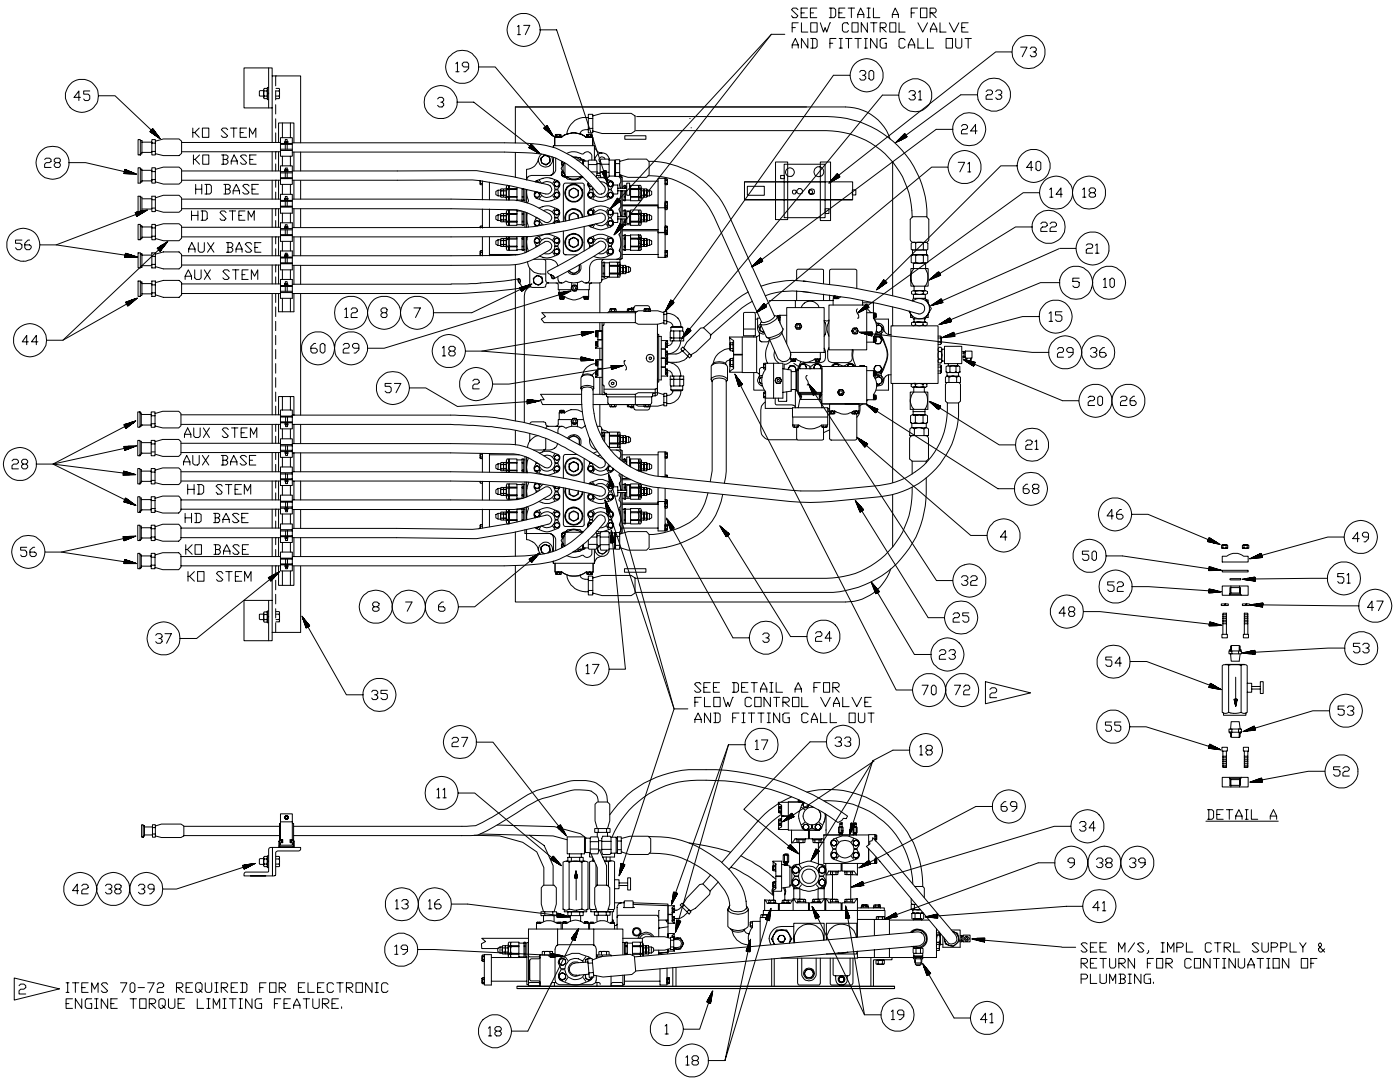 SEE DETAIL A FOR
FLOW CONTROL VALVE
AND FITTING CALL OUT
17
19
3
45
28
56
44
KO STEM
KO BASE
HD BASE
HD STEM
AUX BASE
AUX STEM
30
31
73
23
24
71
40
14 18
22
21
5 10
15
29 36
20 26
21
68
4
32
25
23
12 8 7
60 29
18
2
57
28
56
AUX STEM
AUX BASE
HD STEM
HD BASE
KO BASE
KO STEM
37
35
8 7 6
17
3
24
70 72 2
SEE DETAIL A FOR
FLOW CONTROL VALVE
AND FITTING CALL OUT
46
49
50
51
52
47
48
53
54
53
55
52
DETAIL A
27
11
17
33
18
69
34
9 38 39
41
42 38 39
13 16
19
18
1
18
19
41
SEE M/S, IMPL CTRL SUPPLY &
RETURN FOR CONTINUATION OF
PLUMBING.
2 ITEMS 70-72 REQUIRED FOR ELECTRONIC
ENGINE TORQUE LIMITING FEATURE.